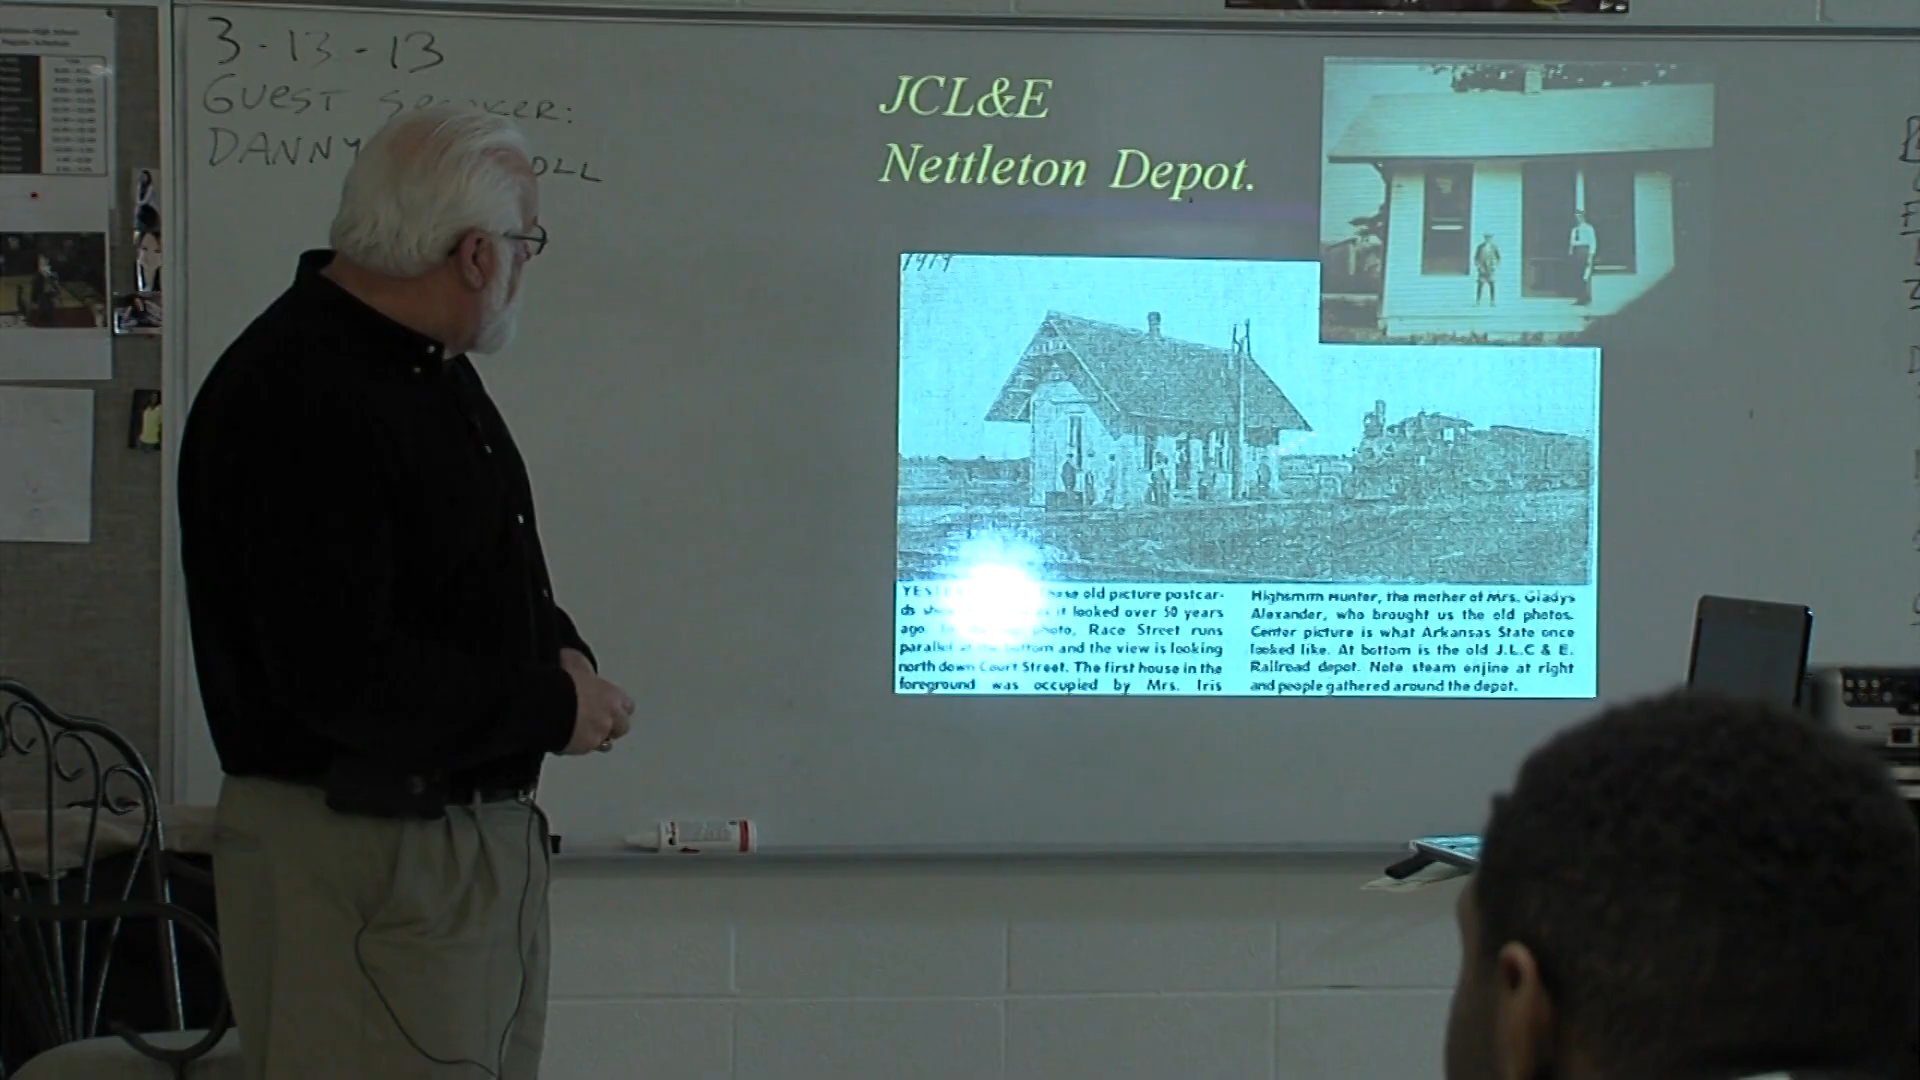 3-13-13
GUEST SPEAKER:
DANNY OLL
JCL&E
Nettleton Depot.
1919
old picture postcar-
ds it looked over 50 years
ago. photo, Race Street runs
parallel bottom and the view is looking
north down Court Street. The first house in the
foreground was occupied by Mrs. Iris
Highsmith Hunter, the mother of Mrs. Gladys
Alexander, who brought us the old photos.
Center picture is what Arkansas State once
looked like. At bottom is the old J.L.C & E.
Railroad depot. Note steam enjine at right
and people gathered around the depot.